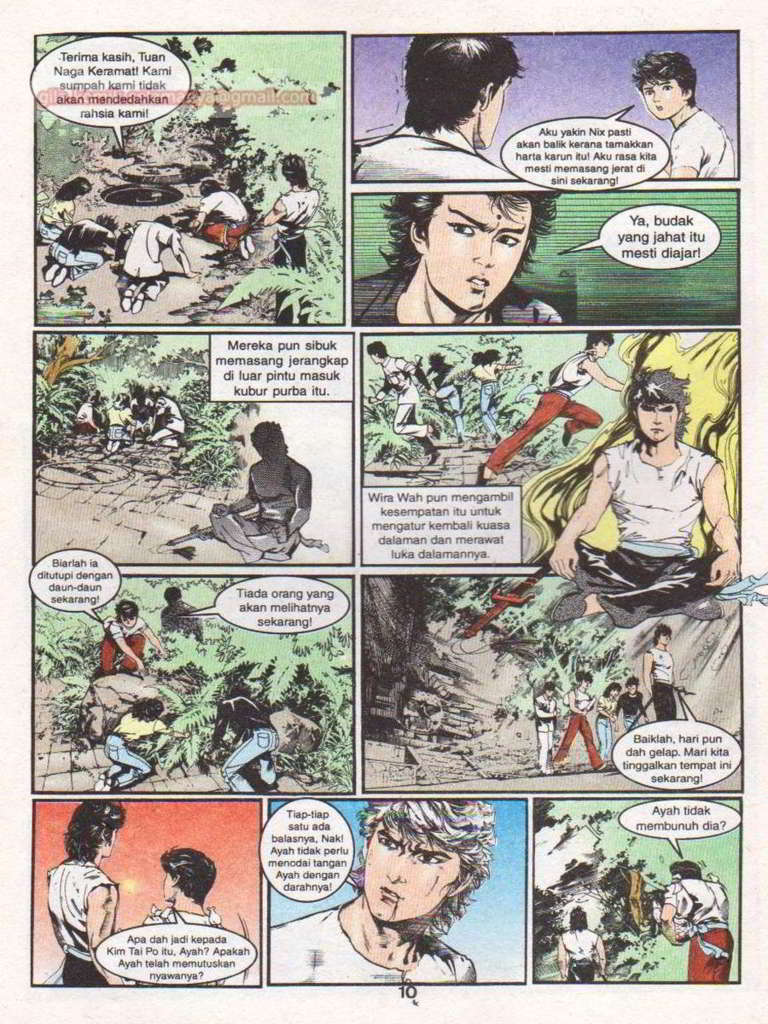 Terima kasih, Tuan
Naga Keramat! Kami
sumpah kami tidak
akan mendedahkan
rahsia kami!
Aku yakin Nix pasti
akan balik kerana tamakkan
harta karun itu! Aku rasa kita
mesti memasang jerat di
sini sekarang!
Ya, budak
yang jahat itu
mesti diajar!
Mereka pun sibuk
memasang jerangkap
di luar pintu masuk
kubur purba itu.
Wira Wah pun mengambil
kesempatan itu untuk
mengatur kembali kuasa
dalaman dan merawat
luka dalamannya.
Biarlah ia
ditutupi dengan
daun-daun
sekarang!
Tiada orang yang
akan melihatnya
sekarang!
Baiklah, hari pun
dah gelap. Mari kita
tinggalkan tempat ini
sekarang!
Apa dah jadi kepada
Kim Tai Po itu, Ayah? Apakah
Ayah telah memutuskan
nyawanya?
Tiap-tiap
satu ada
balasnya, Nak!
Ayah tidak perlu
menodai tangan
Ayah dengan
darahnya!
Ayah tidak
membunuh dia?
10